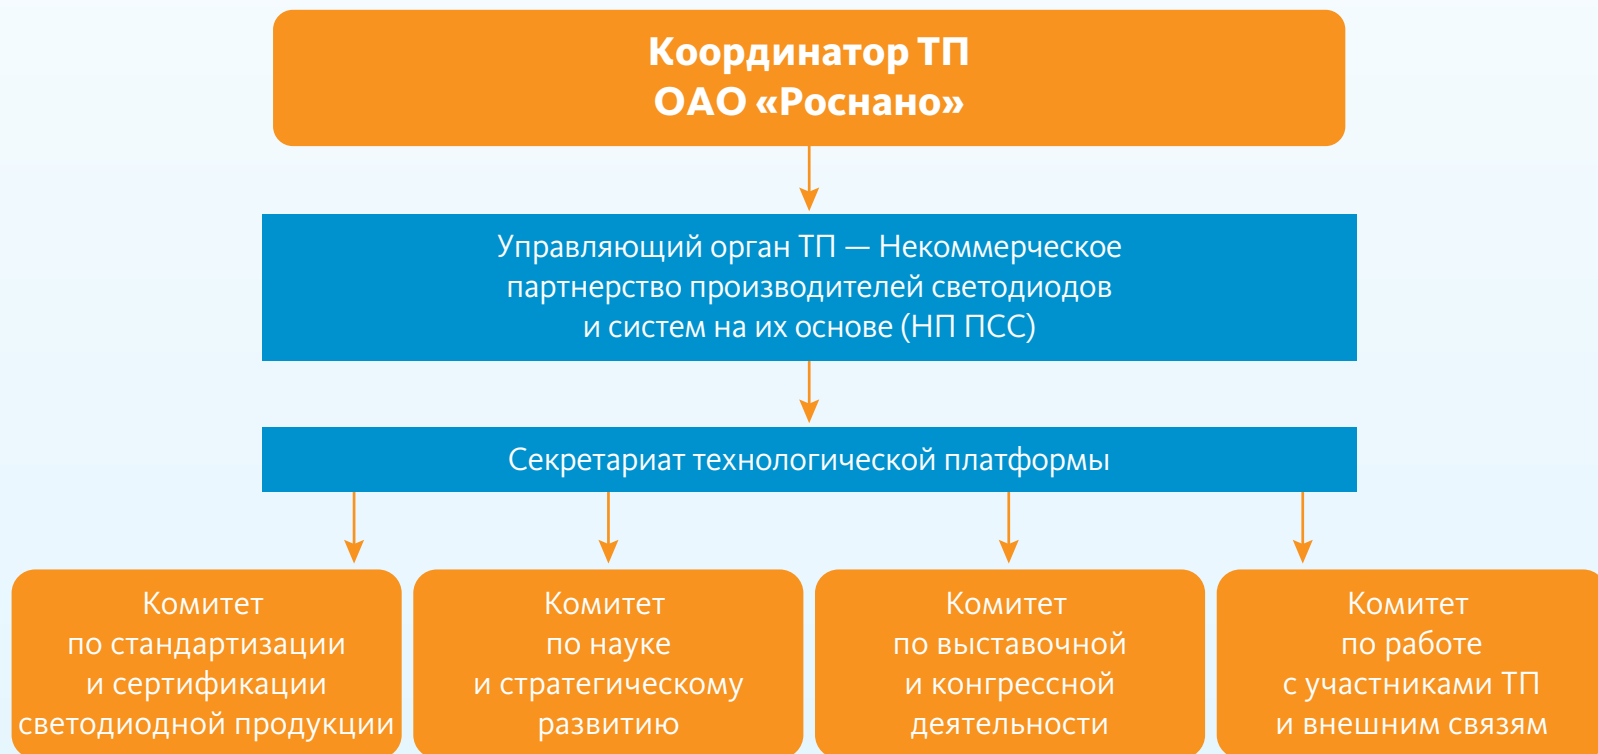 Координатор ТП
ОАО «Роснано»
Управляющий орган ТП — Некоммерческое
партнерство производителей светодиодов
и систем на их основе (НП ПСС)
Секретариат технологической платформы
Комитет
по стандартизации
и сертификации
светодиодной продукции
Комитет
по науке
и стратегическому
развитию
Комитет
по выставочной
и конгрессной
деятельности
Комитет
по работе
с участниками ТП
и внешним связям